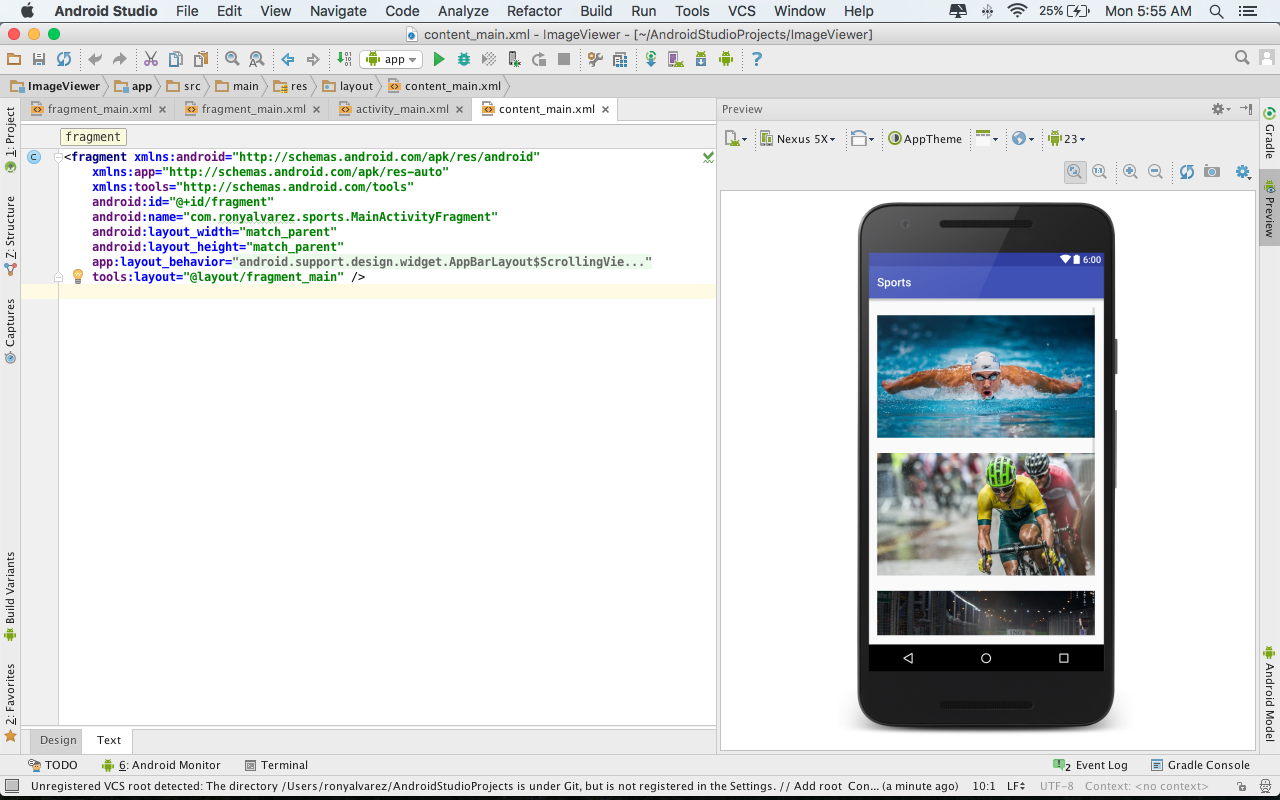 Android Studio File Edit View Navigate Code Analyze Refactor Build Run Tools VCS Window Help 25% Mon 5:55 AM
content_main.xml - ImageViewer - [~/AndroidStudioProjects/ImageViewer]
app
ImageViewer app src main res layout content_main.xml
fragment_main.xml fragment_main.xml activity_main.xml content_main.xml
Preview
fragment
Nexus 5X AppTheme 23
<fragment xmlns:android="http://schemas.android.com/apk/res/android"
xmlns:app="http://schemas.android.com/apk/res-auto"
xmlns:tools="http://schemas.android.com/tools"
android:id="@+id/fragment"
android:name="com.ronyalvarez.sports.MainActivityFragment"
android:layout_width="match_parent"
android:layout_height="match_parent"
app:layout_behavior="android.support.design.widget.AppBarLayout$ScrollingVie..."
tools:layout="@layout/fragment_main" />
1: Project
7: Structure
Captures
Build Variants
2: Favorites
6:00
Sports
Gradle
Preview
Android Model
Design Text
TODO 6: Android Monitor Terminal 2 Event Log Gradle Console
Unregistered VCS root detected: The directory /Users/ronyalvarez/AndroidStudioProjects is under Git, but is not registered in the Settings. // Add root Con... (a minute ago) 10:1 LF UTF-8 Context: <no context>